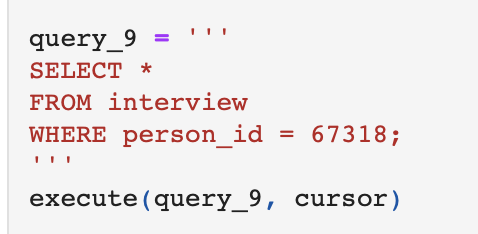 query_9 = '''
SELECT *
FROM interview
WHERE person_id = 67318;
'''
execute(query_9, cursor)